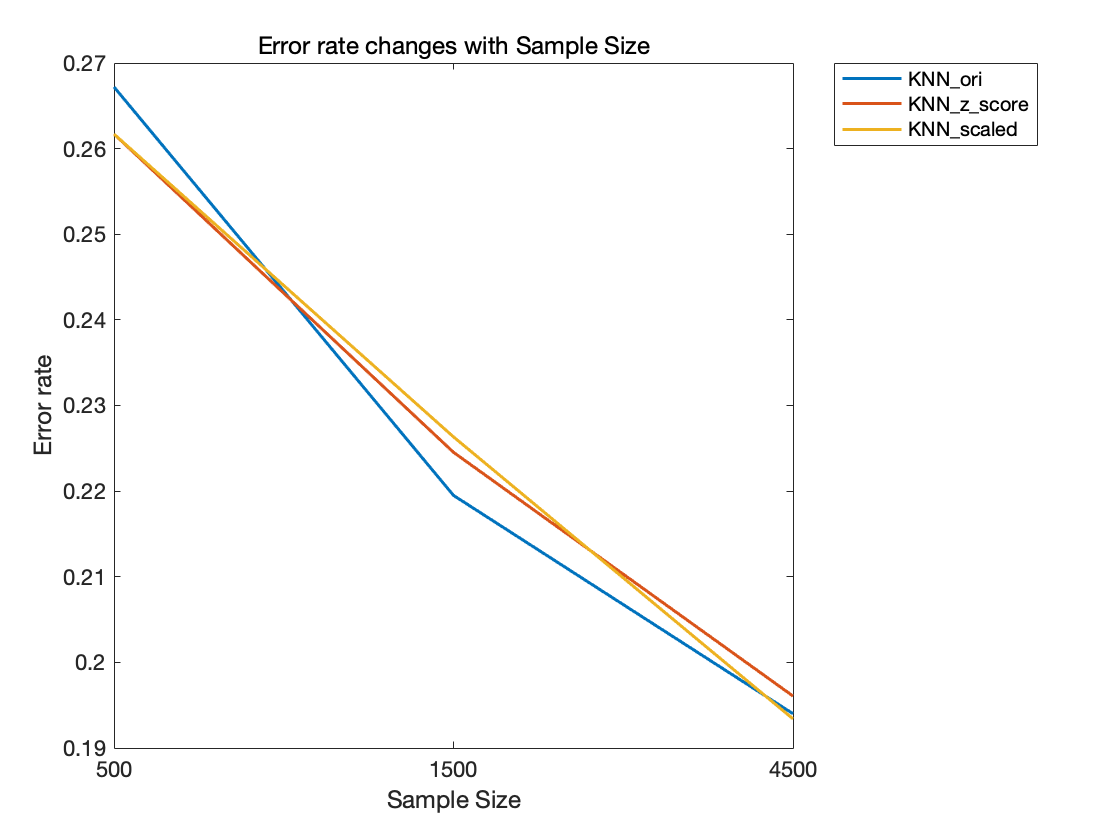 Error rate changes with Sample Size
KNN_ori
KNN_z_score
KNN_scaled
0.27
0.26
0.25
0.24
0.23
0.22
0.21
0.2
0.19
Error rate
500 1500 4500
Sample Size